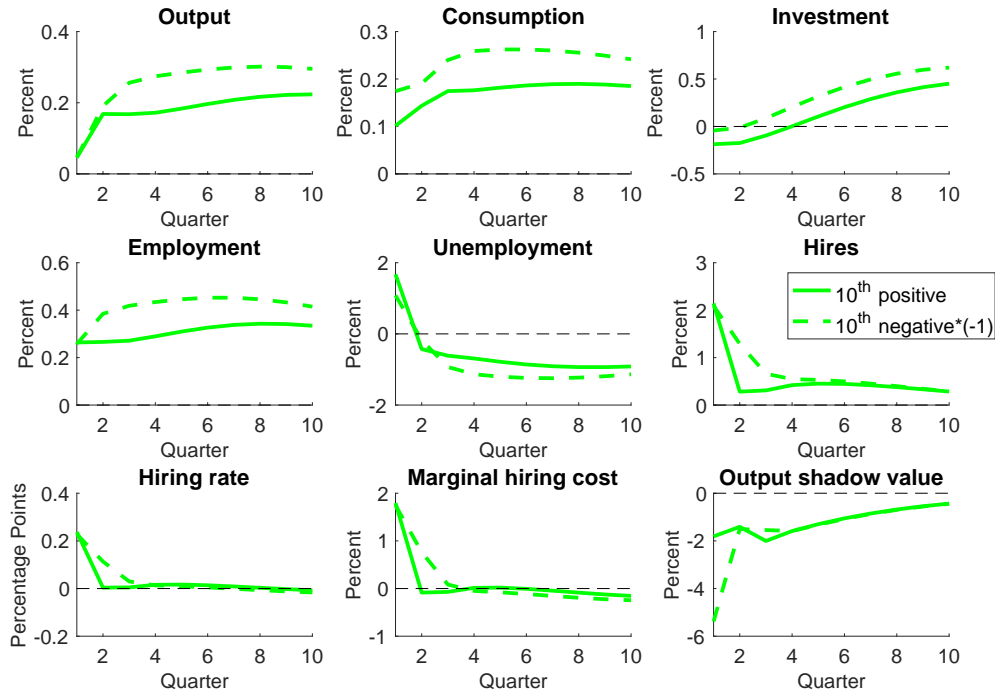 Output
Consumption
Investment
0.4
0.2
0
Percent
2 4 6 8 10
Quarter
0.3
0.2
0.1
0
Percent
2 4 6 8 10
Quarter
1
0.5
0
-0.5
Percent
2 4 6 8 10
Quarter
Employment
Unemployment
Hires
0.6
0.4
0.2
0
Percent
2 4 6 8 10
Quarter
2
0
-2
Percent
2 4 6 8 10
Quarter
3
2
1
0
Percent
10th positive
10th negative*(-1)
2 4 6 8 10
Quarter
Hiring rate
Marginal hiring cost
Output shadow value
0.4
0.2
0
-0.2
Percentage Points
2 4 6 8 10
Quarter
2
1
0
-1
Percent
2 4 6 8 10
Quarter
0
-2
-4
-6
Percent
2 4 6 8 10
Quarter